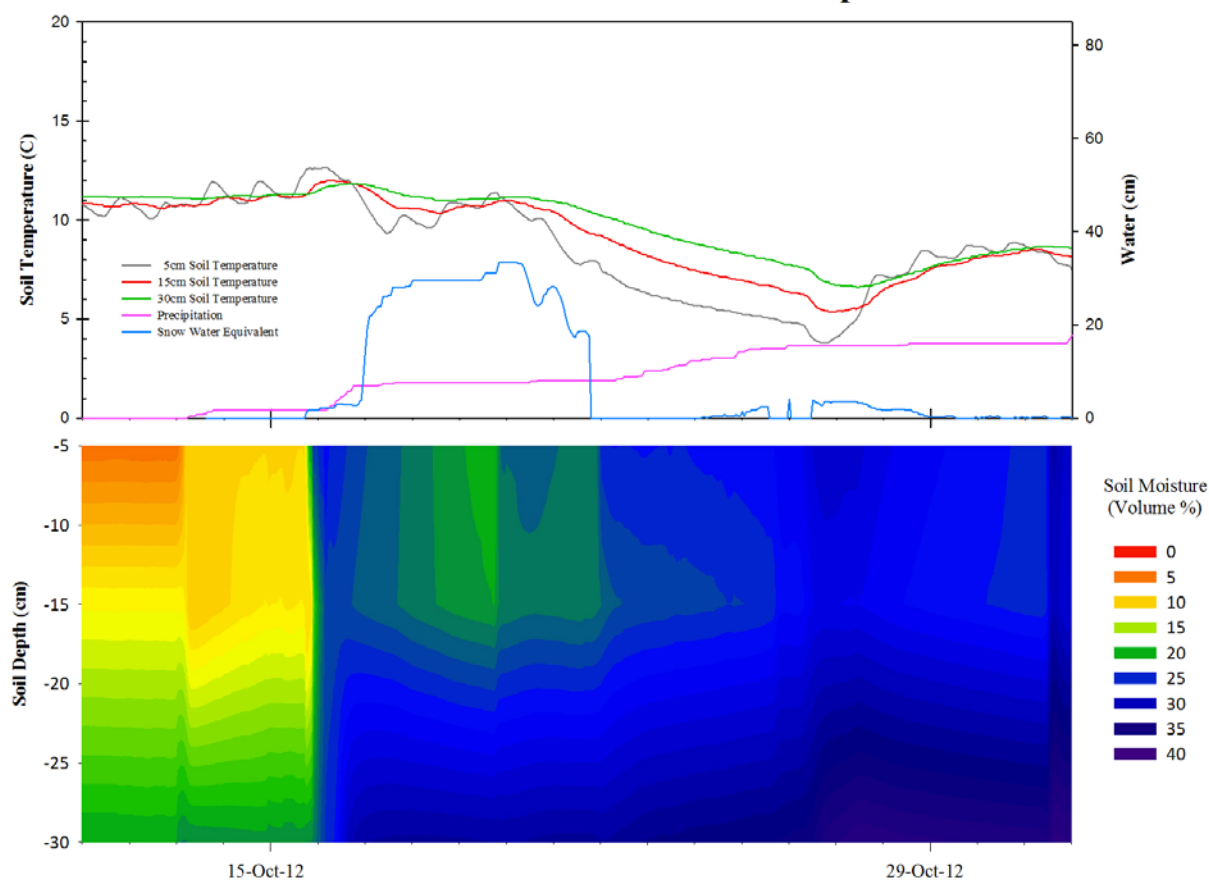 20
15
10
5
0
Soil Temperature (C)
80
60
40
20
0
Water (cm)
5cm Soil Temperature
15cm Soil Temperature
30cm Soil Temperature
Precipitation
Snow Water Equivalent
-5
-10
-15
-20
-25
-30
Soil Depth (cm)
15-Oct-12
29-Oct-12
Soil Moisture
(Volume %)
0
5
10
15
20
25
30
35
40